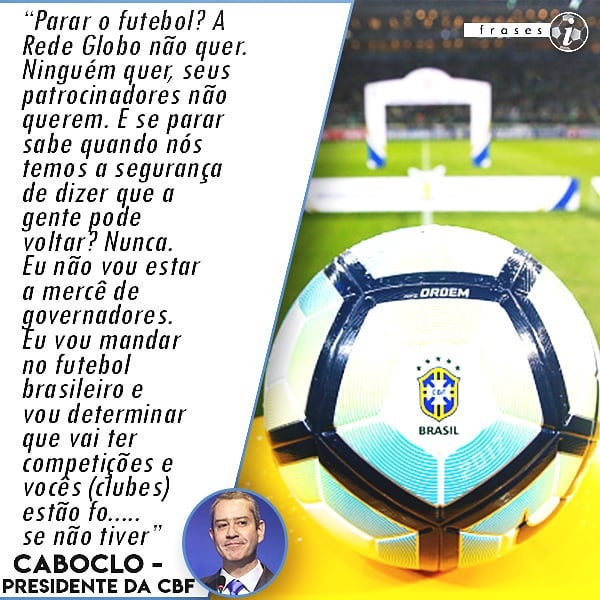 “Parar o futebol? A
Rede Globo não quer.
Ninguém quer, seus
patrocinadores não
querem. E se parar
sabe quando nós
temos a segurança
de dizer que a
gente pode
voltar? Nunca.
Eu não vou estar
a mercê de
governadores.
Eu vou mandar
no futebol
brasileiro e
vou determinar
que vai ter
competições e
vocês (clubes)
estão fo.....
se não tiver”
CABOCLO –
PRESIDENTE DA CBF
frases i
ORDEM
CBF
BRASIL
2017